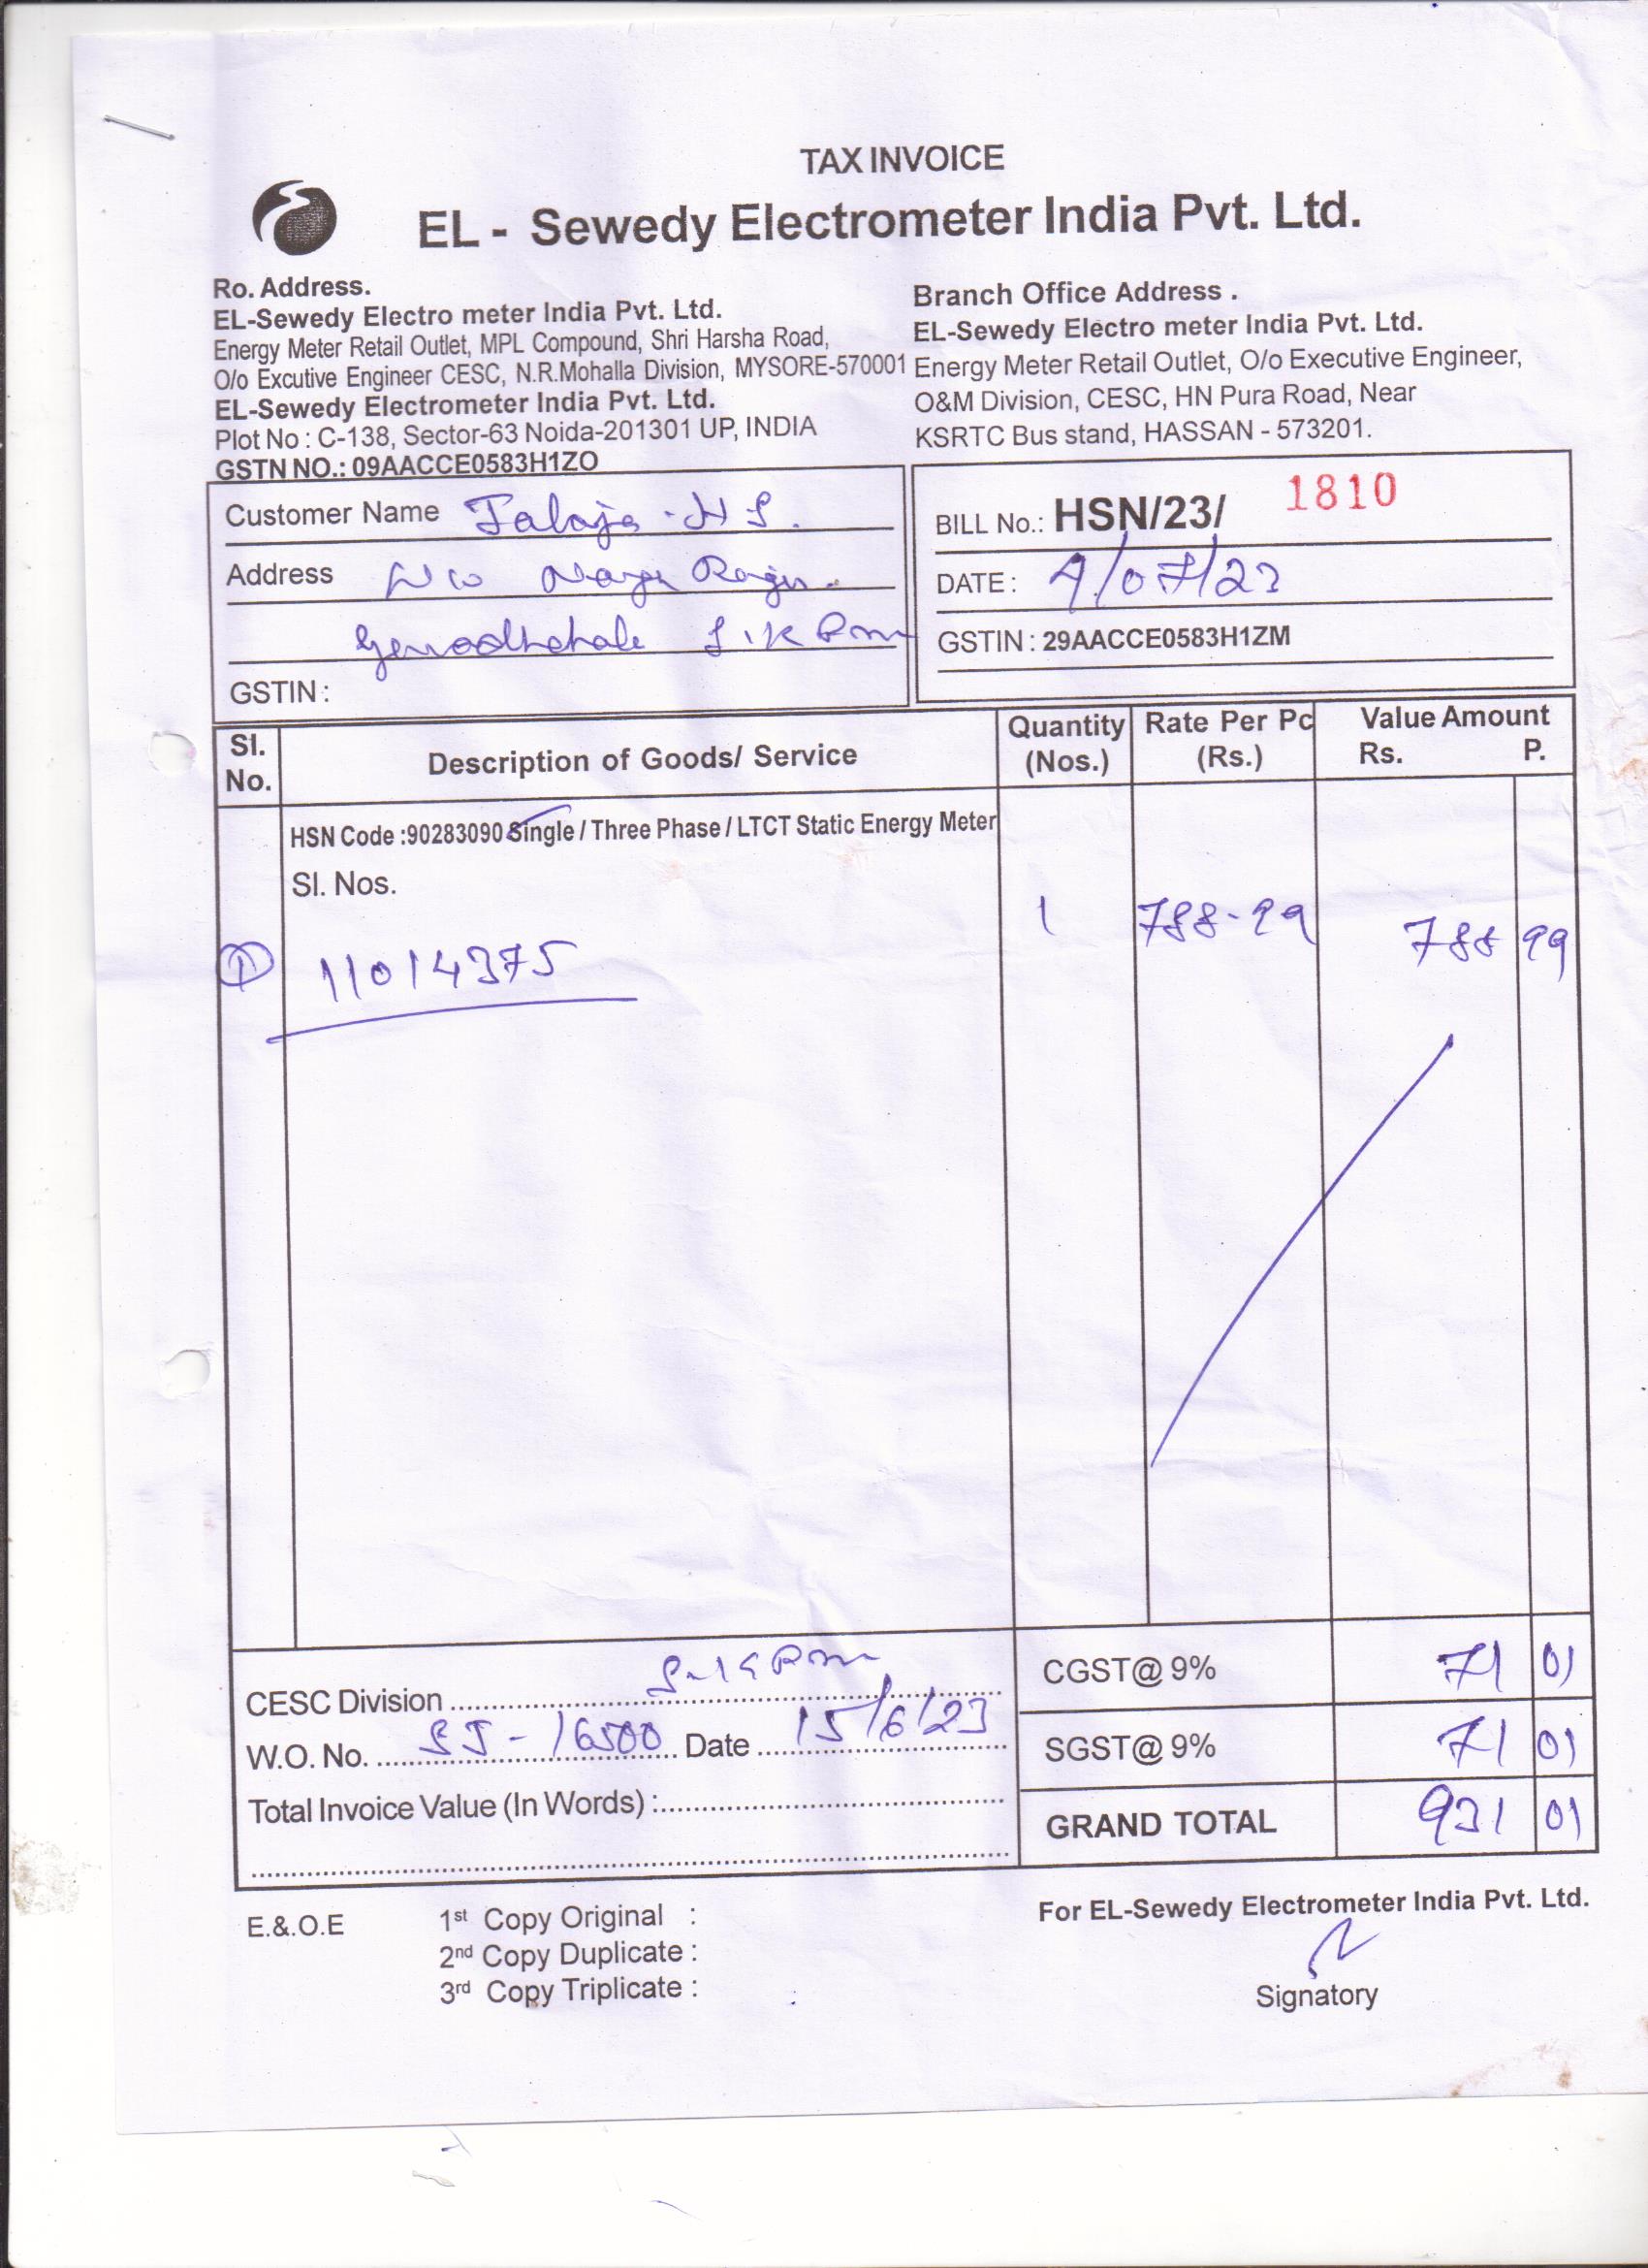 TAX INVOICE
EL - Sewedy Electrometer India Pvt. Ltd.
Ro. Address.
EL-Sewedy Electro meter India Pvt. Ltd.
Energy Meter Retail Outlet, MPL Compound, Shri Harsha Road,
O/o Excutive Engineer CESC, N.R.Mohalla Division, MYSORE-570001
EL-Sewedy Electrometer India Pvt. Ltd.
Plot No : C-138, Sector-63 Noida-201301 UP, INDIA
GSTN NO.: 09AACCE0583H1ZO
Branch Office Address .
EL-Sewedy Electro meter India Pvt. Ltd.
Energy Meter Retail Outlet, O/o Executive Engineer,
O&M Division, CESC, HN Pura Road, Near
KSRTC Bus stand, HASSAN - 573201.
Customer Name
Address
GSTIN :
BILL No.: HSN/23/ 1810
DATE : 4/07/23
GSTIN : 29AACCE0583H1ZM
Sl. No. Description of Goods/ Service Quantity (Nos.) Rate Per Pc (Rs.) Value Amount Rs. P.
HSN Code :90283090 Single / Three Phase / LTCT Static Energy Meter
Sl. Nos.
1 11014375 1 788-99 788 99
CESC Division S.K Pm
W.O. No. SJ-16500 Date 15/6/23
Total Invoice Value (In Words) :
CGST@ 9% 71 01
SGST@ 9% 71 01
GRAND TOTAL 931 01
E.&.O.E
1st Copy Original :
2nd Copy Duplicate :
3rd Copy Triplicate :
For EL-Sewedy Electrometer India Pvt. Ltd.
Signatory